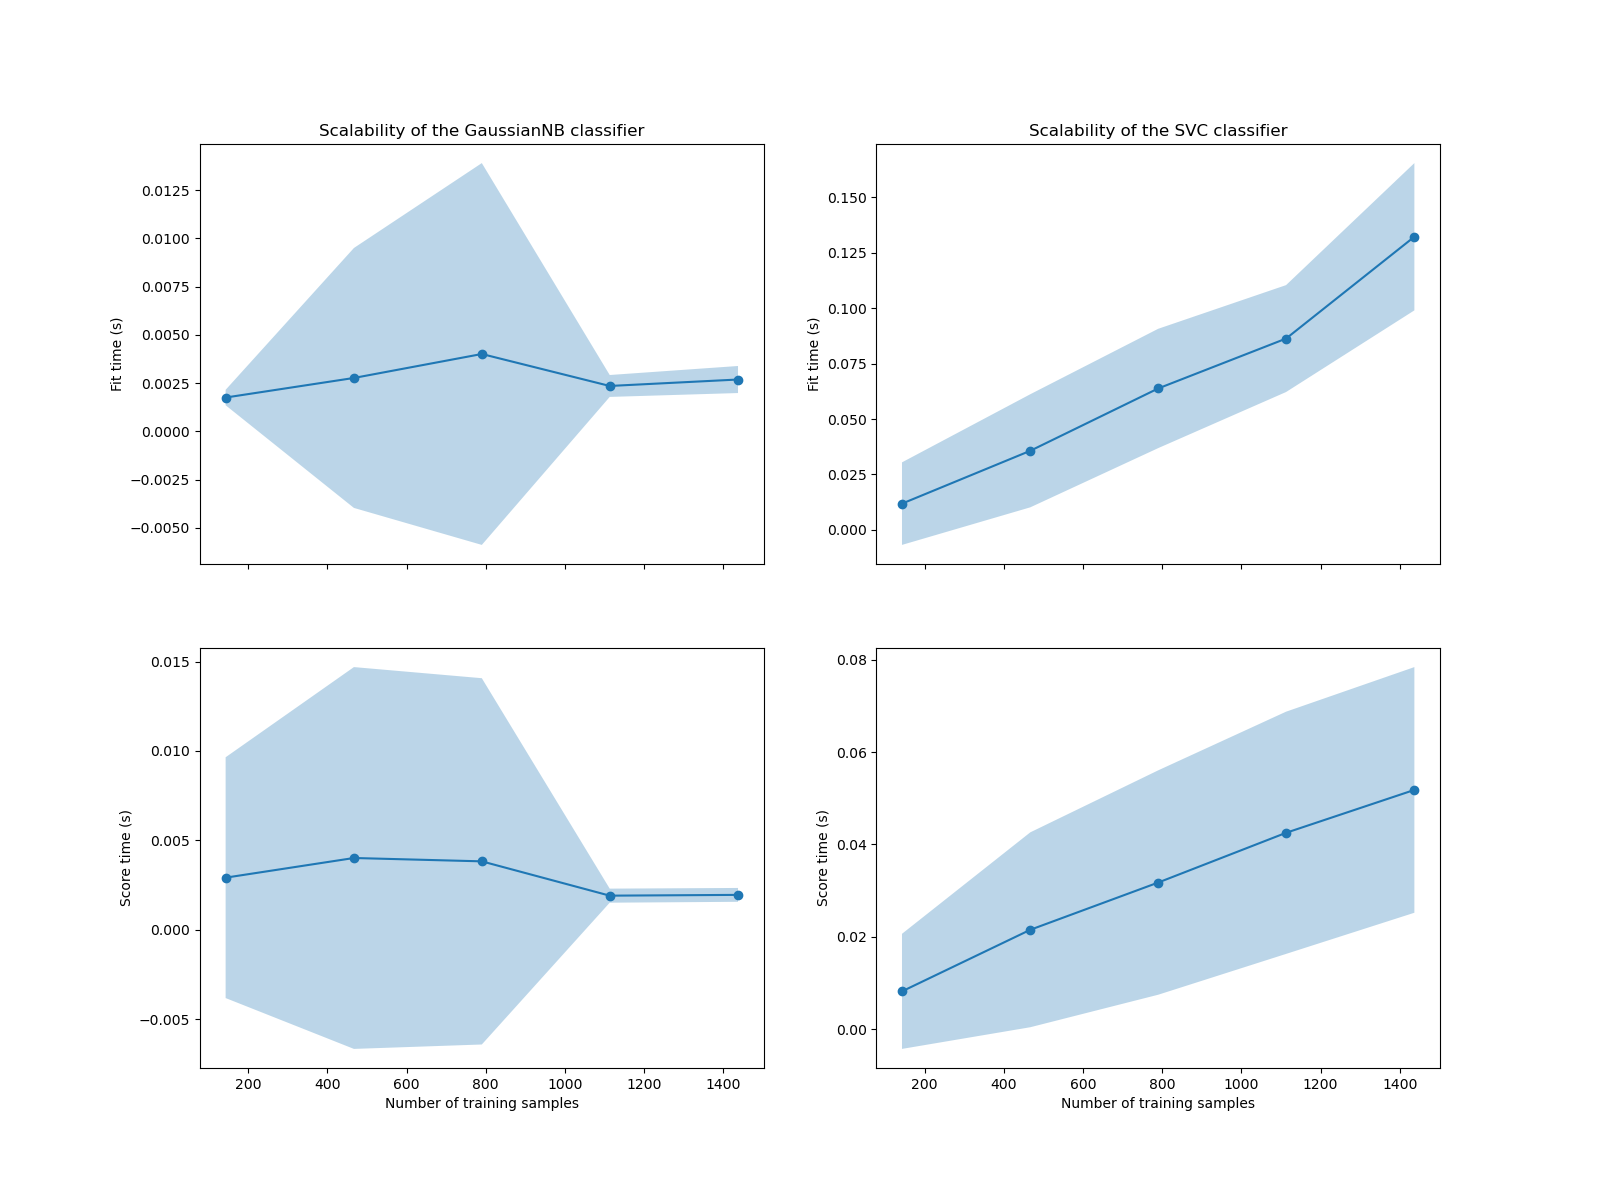 Scalability of the GaussianNB classifier
0.0125
0.0100
0.0075
0.0050
0.0025
0.0000
−0.0025
−0.0050
Fit time (s)
Scalability of the SVC classifier
0.150
0.125
0.100
0.075
0.050
0.025
0.000
Fit time (s)
0.015
0.010
0.005
0.000
−0.005
Score time (s)
200 400 600 800 1000 1200 1400
Number of training samples
0.08
0.06
0.04
0.02
0.00
Score time (s)
200 400 600 800 1000 1200 1400
Number of training samples